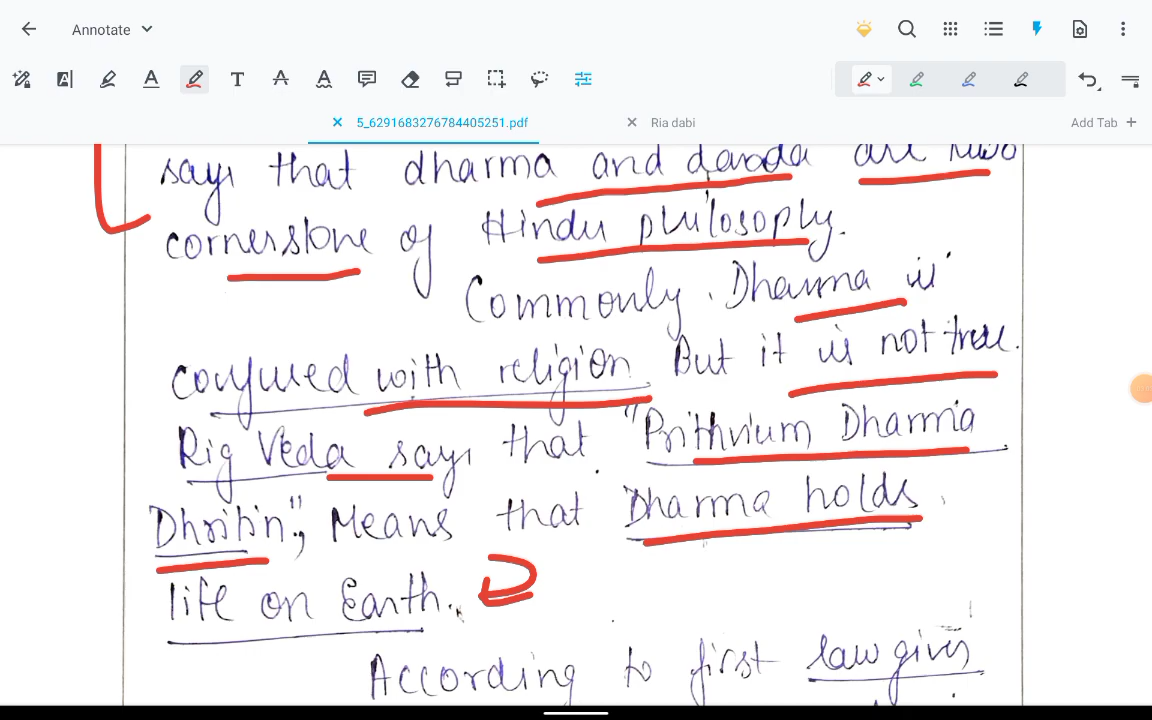 Annotate
5_6291683276784405251.pdf
Ria dabi
Add Tab +
says that dharma and danda are two
cornerstone of Hindu philosophy.
Commonly, Dharma is
confused with religion But it is not true.
Rig Veda says that "Prithvium Dharma
Dhritin", Means that Dharma holds
life on Earth.
According to first law giver